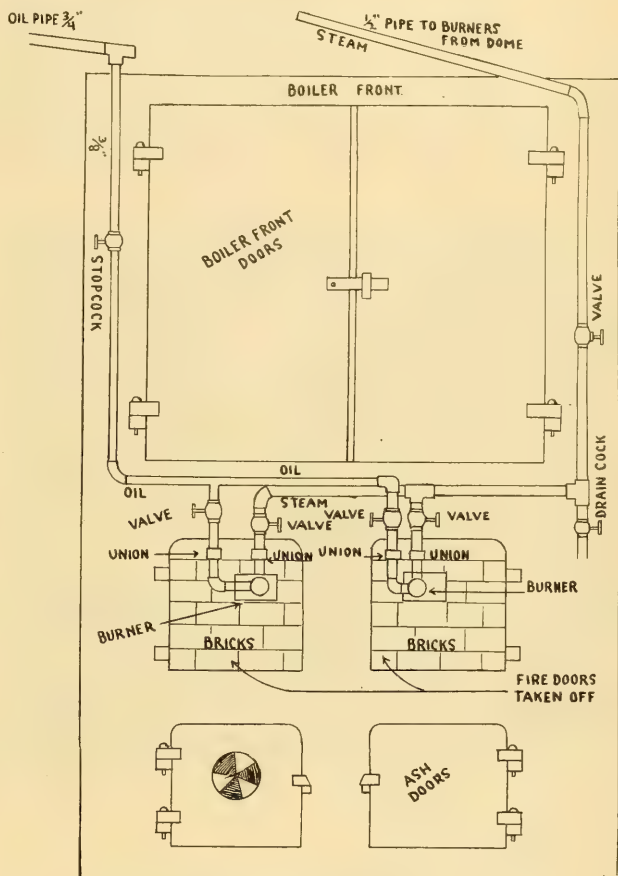 OIL PIPE 3/4"
1/2" PIPE TO BURNERS
FROM DOME
STEAM
BOILER FRONT
3/8"
BOILER FRONT
DOORS
STOPCOCK
VALVE
OIL
OIL
STEAM
DRAIN COCK
VALVE
VALVE
VALVE
VALVE
UNION
UNION
UNION
UNION
BURNER
BURNER
BRICKS
BRICKS
FIRE DOORS
TAKEN OFF
ASH
DOORS